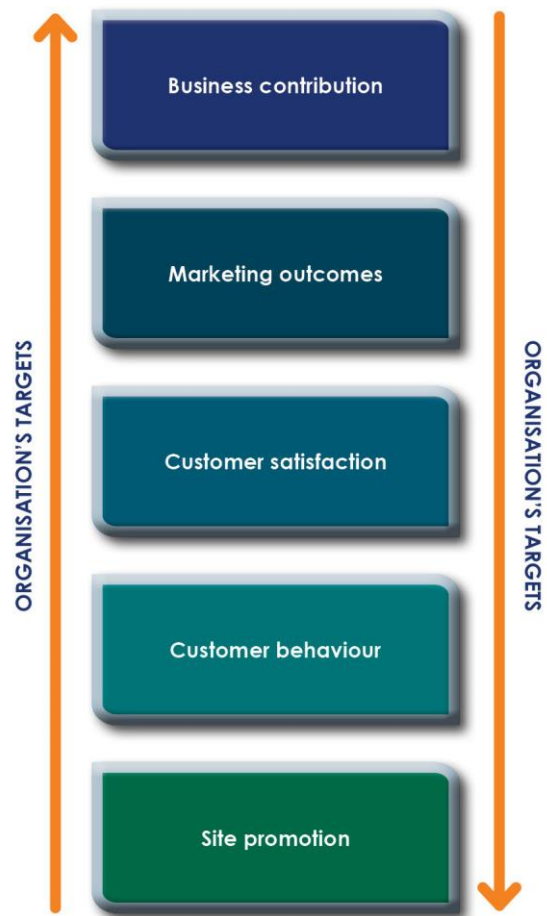 Business contribution
Marketing outcomes
ORGANISATION'S TARGETS
ORGANISATION'S TARGETS
Customer satisfaction
Customer behaviour
Site promotion